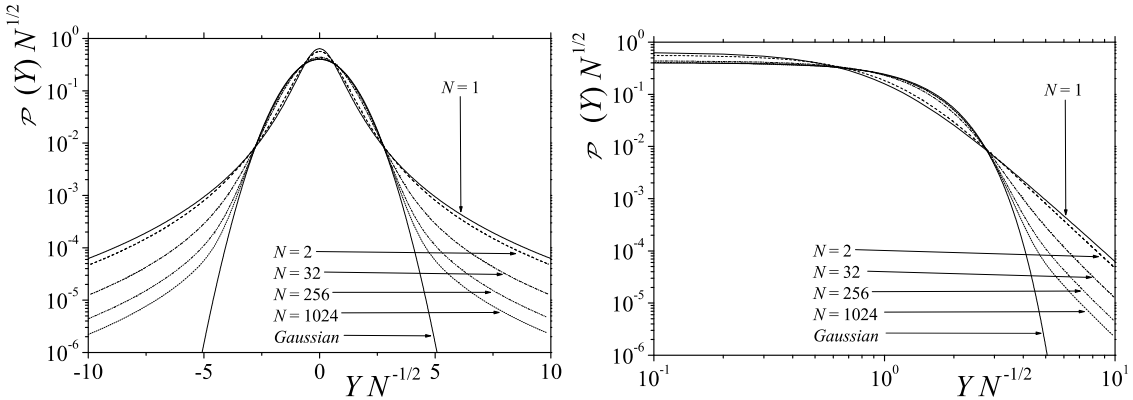 𝒫 (Y) N^{1/2}
10^0
10^{-1}
10^{-2}
10^{-3}
10^{-4}
10^{-5}
10^{-6}
N = 1
N = 2
N = 32
N = 256
N = 1024
Gaussian
-10
-5
0
5
10
Y N^{-1/2}
𝒫 (Y) N^{1/2}
10^0
10^{-1}
10^{-2}
10^{-3}
10^{-4}
10^{-5}
10^{-6}
N = 1
N = 2
N = 32
N = 256
N = 1024
Gaussian
10^{-1}
10^0
10^1
Y N^{-1/2}